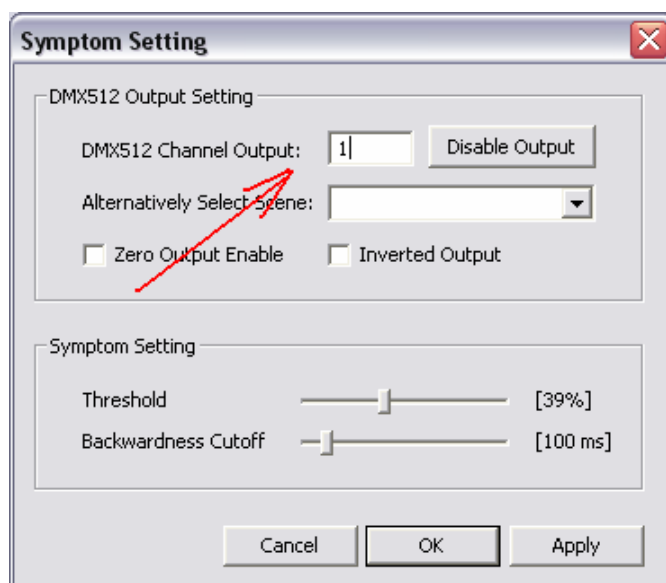 Symptom Setting
DMX512 Output Setting
DMX512 Channel Output: 1 Disable Output
Alternatively Select Scene:
Zero Output Enable Inverted Output
Symptom Setting
Threshold [39%]
Backwardness Cutoff [100 ms]
Cancel OK Apply